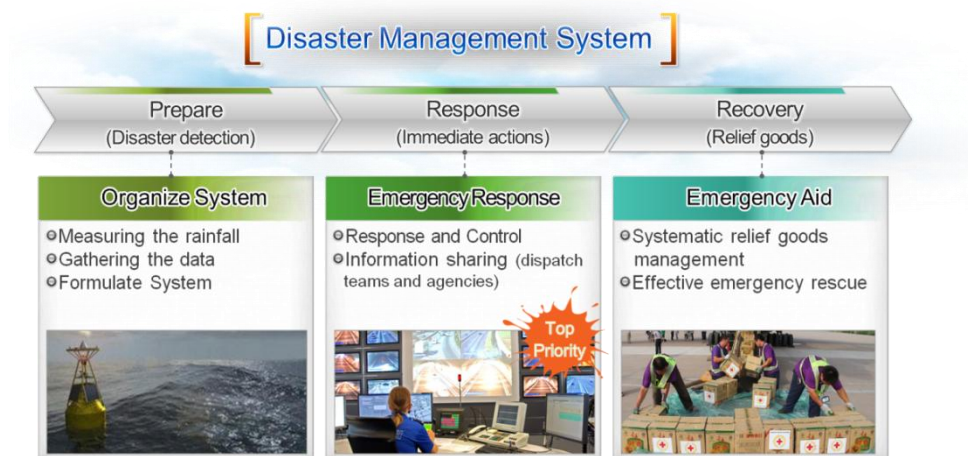 Disaster Management System
Prepare
(Disaster detection)
Response
(Immediate actions)
Recovery
(Relief goods)
Organize System
Measuring the rainfall
Gathering the data
Formulate System
Emergency Response
Response and Control
Information sharing (dispatch
teams and agencies)
Top
Priority
Emergency Aid
Systematic relief goods
management
Effective emergency rescue